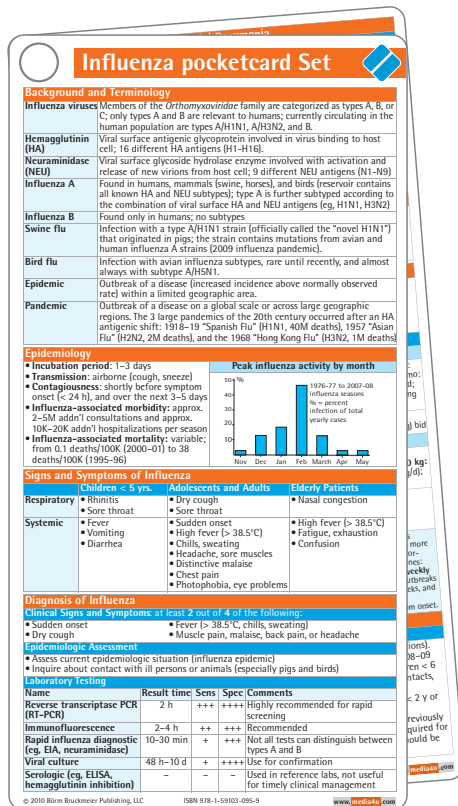 Influenza pocketcard Set
Background and Terminology
Influenza viruses Members of the Orthomyxoviridae family are categorized as types A, B, or
C; only types A and B are relevant to humans; currently circulating in the
human population are types A/H1N1, A/H3N2, and B.
Hemagglutinin Viral surface antigenic glycoprotein involved in virus binding to host
(HA) cell; 16 different HA antigens (H1–H16).
Neuraminidase Viral surface glycoside hydrolase enzyme involved with activation and
(NEU) release of new virions from host cell; 9 different NEU antigens (N1–N9)
Influenza A Found in humans, mammals (swine, horses), and birds (reservoir contains
all known HA and NEU subtypes); type A is further subtyped according to
the combination of viral surface HA and NEU antigens (eg, H1N1, H3N2)
Influenza B Found only in humans; no subtypes
Swine flu Infection with a type A/H1N1 strain (officially called the "novel H1N1")
that originated in pigs; the strain contains mutations from avian and
human influenza A strains (2009 influenza pandemic).
Bird flu Infection with avian influenza subtypes, rare until recently, and almost
always with subtype A/H5N1.
Epidemic Outbreak of a disease (increased incidence above normally observed
rate) within a limited geographic area.
Pandemic Outbreak of a disease on a global scale or across large geographic
regions. The 3 large pandemics of the 20th century occurred after an HA
antigenic shift: 1918–19 "Spanish Flu" (H1N1, 40M deaths), 1957 "Asian
Flu" (H2N2, 2M deaths), and the 1968 "Hong Kong Flu" (H3N2, 1M deaths)
Epidemiology
• Incubation period: 1–3 days
• Transmission: airborne (cough, sneeze)
• Contagiousness: shortly before symptom
onset (< 24 h), and over the next 3–5 days
• Influenza-associated morbidity: approx.
2–5M addn'l consultations and approx.
10K–20K addn'l hospitalizations per season
• Influenza-associated mortality: variable;
from 0.1 deaths/100K (2000–01) to 38
deaths/100K (1995–96)
Peak influenza activity by month
50 %
40
30
20
10
1976-77 to 2007-08
influenza seasons
% = percent
infection of total
yearly cases
Nov Dec Jan Feb March Apr May
Signs and Symptoms of Influenza
Children < 5 yrs. Adolescents and Adults Elderly Patients
Respiratory • Rhinitis • Dry cough • Nasal congestion
• Sore throat • Sore throat
Systemic • Fever • Sudden onset • High fever (> 38.5°C)
• Vomiting • High fever (> 38.5°C) • Fatigue, exhaustion
• Diarrhea • Chills, sweating • Confusion
• Headache, sore muscles
• Distinctive malaise
• Chest pain
• Photophobia, eye problems
Diagnosis of Influenza
Clinical Signs and Symptoms: at least 2 out of 4 of the following:
• Sudden onset • Fever (> 38.5°C, chills, sweating)
• Dry cough • Muscle pain, malaise, back pain, or headache
Epidemiologic Assessment
• Assess current epidemiologic situation (influenza epidemic)
• Inquire about contact with ill persons or animals (especially pigs and birds)
Laboratory Testing
Name Result time Sens Spec Comments
Reverse transcriptase PCR 2 h +++ ++++ Highly recommended for rapid
(RT-PCR) screening
Immunofluorescence 2–4 h ++ +++ Recommended
Rapid influenza diagnostic 10-30 min + +++ Not all tests can distinguish between
(eg, EIA, neuraminidase) types A and B
Viral culture 48 h–10 d + ++++ Use for confirmation
Serologic (eg, ELISA, – – – Used in reference labs, not useful
hemagglutinin inhibition) for timely clinical management
© 2010 Börm Bruckmeier Publishing, LLC ISBN 978-1-59103-095-9 www.media4u.com